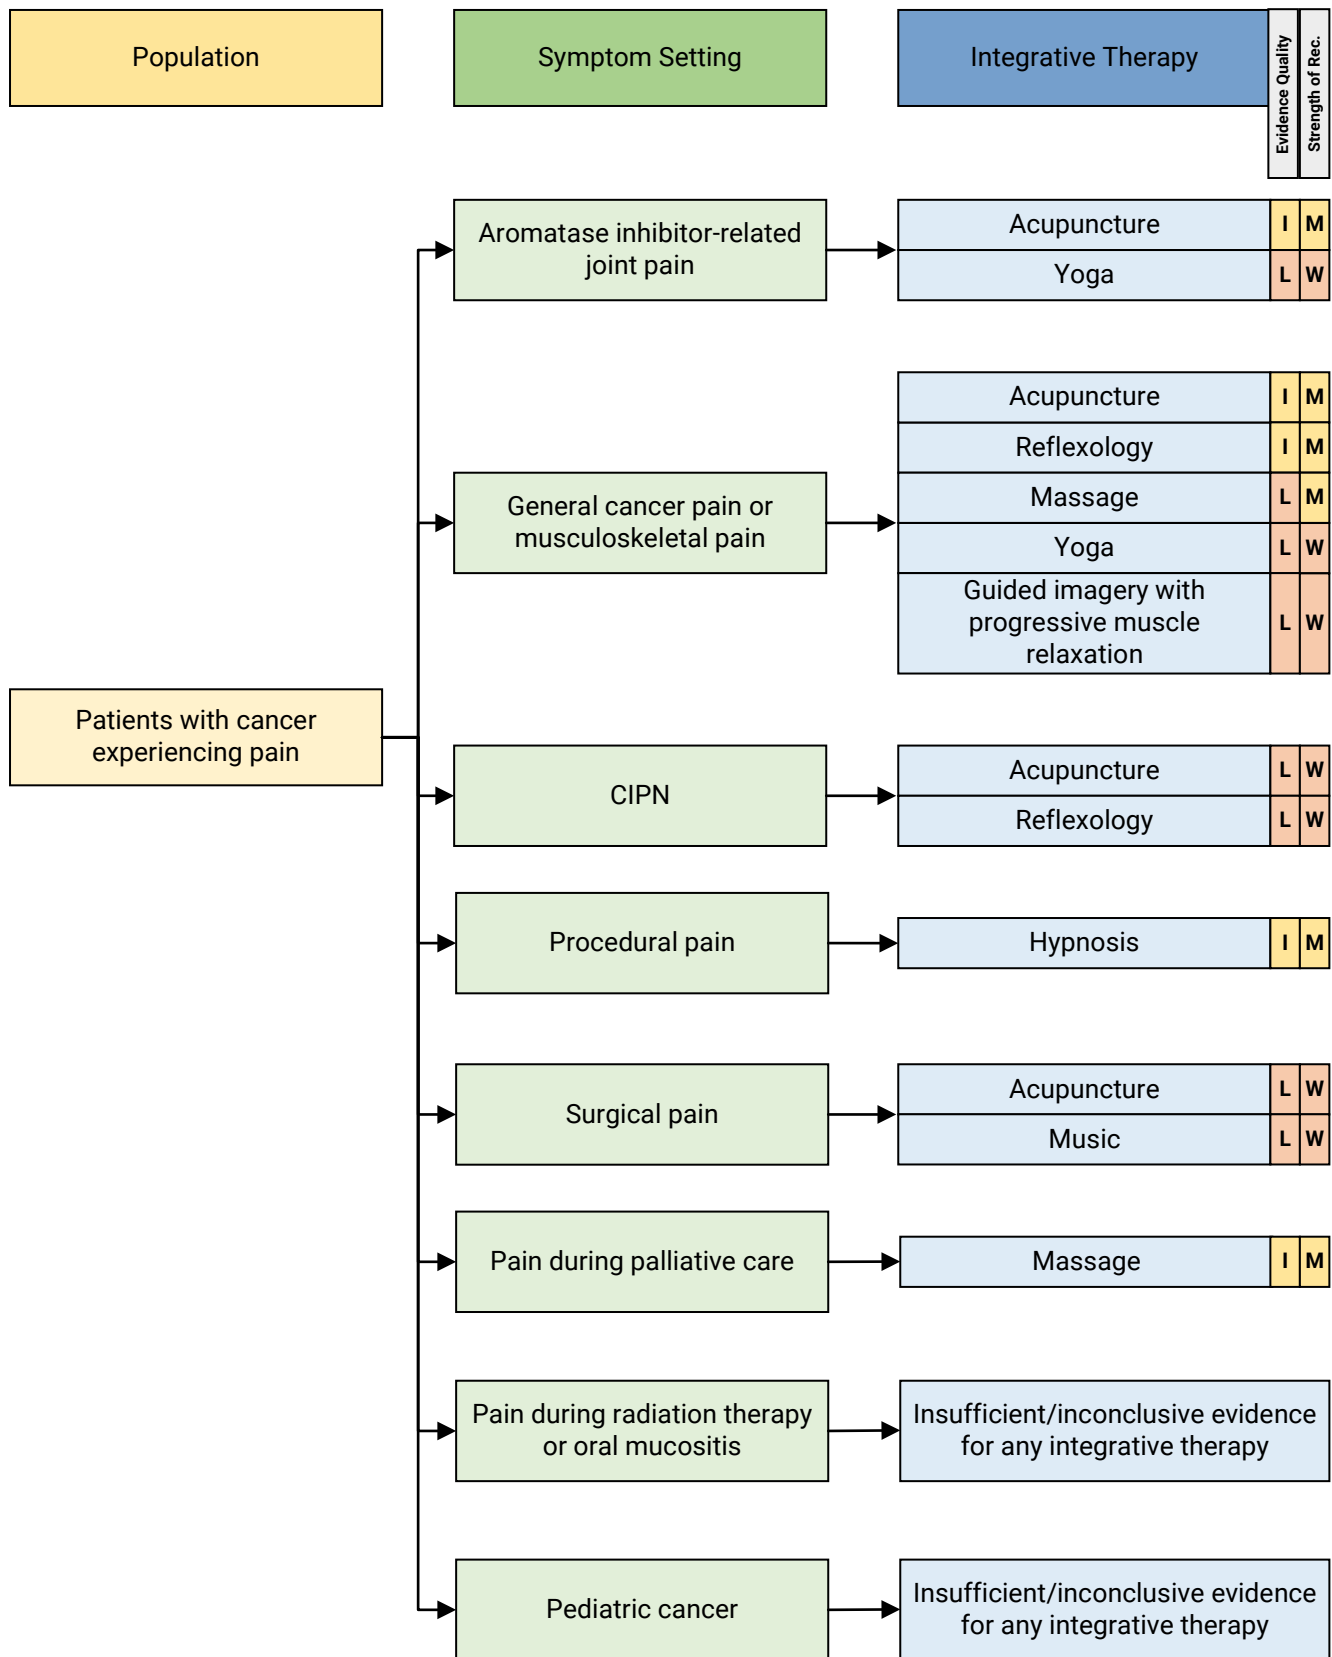 Population
Symptom Setting
Integrative Therapy
Evidence Quality
Strength of Rec.
Patients with cancer
experiencing pain
Aromatase inhibitor-related
joint pain
Acupuncture I M
Yoga L W
General cancer pain or
musculoskeletal pain
Acupuncture I M
Reflexology I M
Massage L M
Yoga L W
Guided imagery with
progressive muscle
relaxation
L W
CIPN
Acupuncture L W
Reflexology L W
Procedural pain
Hypnosis I M
Surgical pain
Acupuncture L W
Music L W
Pain during palliative care
Massage I M
Pain during radiation therapy
or oral mucositis
Insufficient/inconclusive evidence
for any integrative therapy
Pediatric cancer
Insufficient/inconclusive evidence
for any integrative therapy